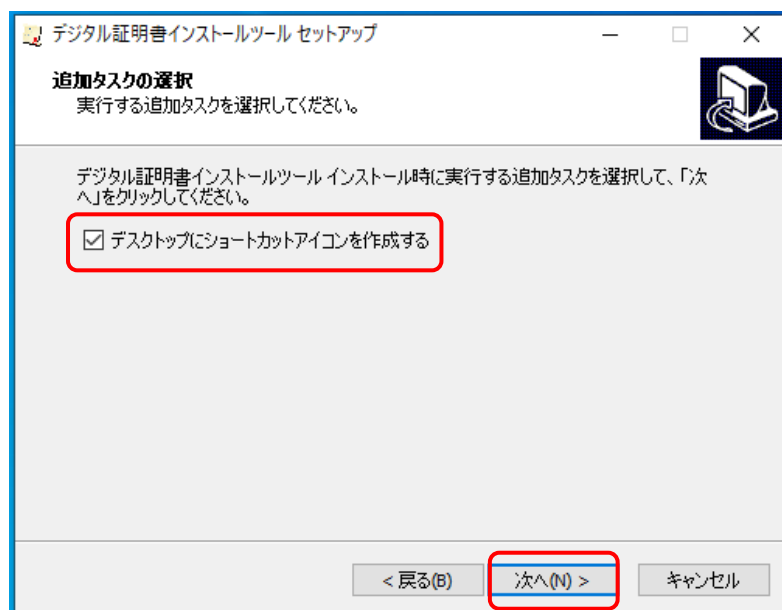 デジタル証明書インストールツール セットアップ
追加タスクの選択
実行する追加タスクを選択してください。
デジタル証明書インストールツール インストール時に実行する追加タスクを選択して、「次
へ」をクリックしてください。
デスクトップにショートカットアイコンを作成する
< 戻る(B) 次へ(N) > キャンセル